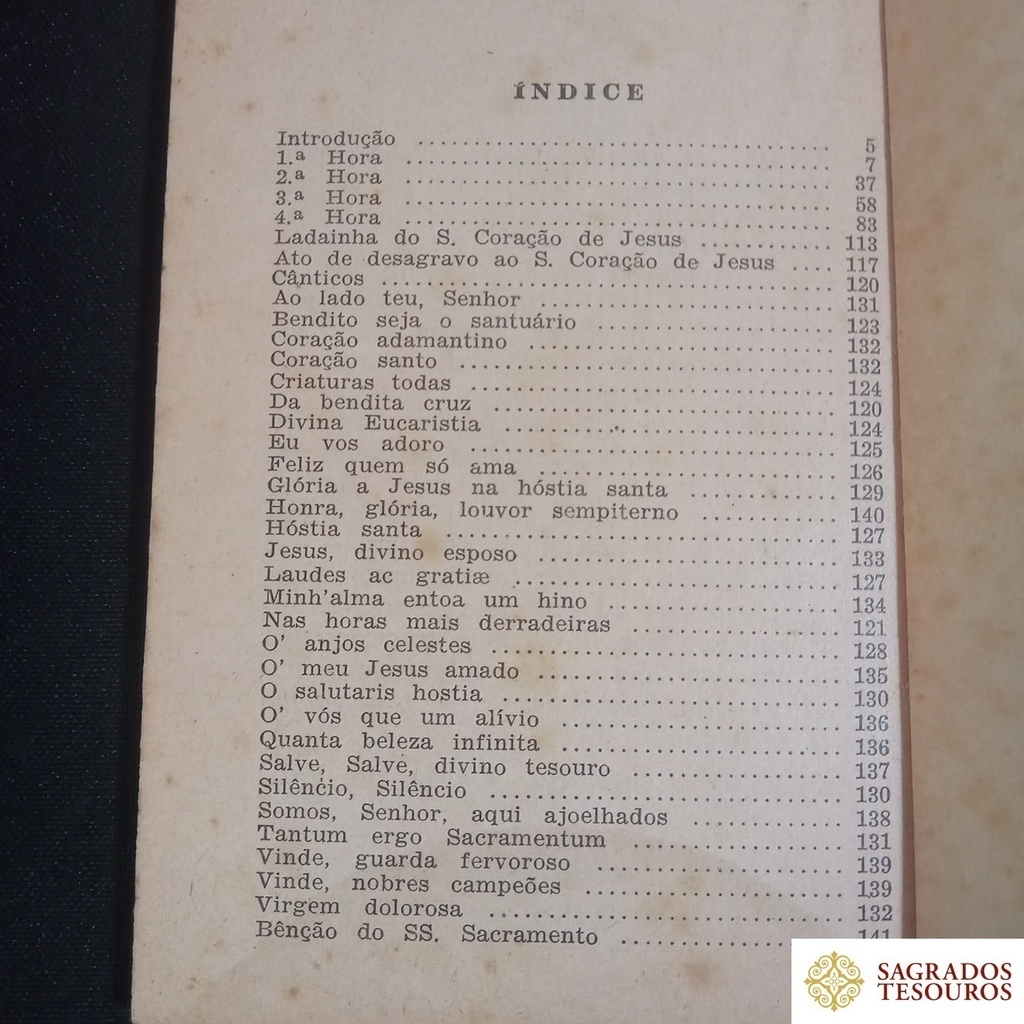 ÍNDICE
Introdução ........................................ 5
1.ª Hora ........................................ 7
2.ª Hora ........................................ 37
3.ª Hora ........................................ 58
4.ª Hora ........................................ 83
Ladainha do S. Coração de Jesus ............ 113
Ato de desagravo ao S. Coração de Jesus .... 117
Cânticos ........................................ 120
Ao lado teu, Senhor ............................ 131
Bendito seja o santuário ...................... 123
Coração adamantino ............................ 132
Coração santo .................................. 132
Criaturas todas ................................ 124
Da bendita cruz ................................ 120
Divina Eucaristia .............................. 124
Eu vos adoro .................................... 125
Feliz quem só ama .............................. 126
Glória a Jesus na hóstia santa .............. 129
Honra, glória, louvor sempiterno ............ 140
Hóstia santa .................................... 127
Jesus, divino esposo ............................ 133
Laudes ac gratiæ ................................ 127
Minh'alma entoa um hino ...................... 134
Nas horas mais derradeiras .................... 121
O' anjos celestes ................................ 128
O' meu Jesus amado ............................ 135
O salutaris hostia .............................. 130
O' vós que um alívio .......................... 136
Quanta beleza infinita .......................... 136
Salve, Salve, divino tesouro .................. 137
Silêncio, Silêncio ................................ 130
Somos, Senhor, aqui ajoelhados .............. 138
Tantum ergo Sacramentum .................... 131
Vinde, guarda fervoroso ...................... 139
Vinde, nobres campeões ........................ 139
Virgem dolorosa ................................ 132
Bênção do SS. Sacramento .................... 141
SAGRADOS
TESOUROS